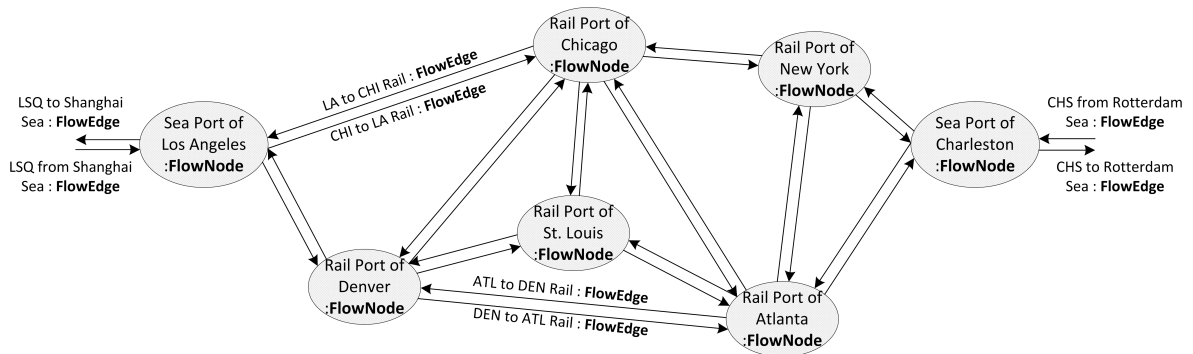 Rail Port of
Chicago
:FlowNode
Rail Port of
New York
:FlowNode
LA to CHI Rail : FlowEdge
CHI to LA Rail : FlowEdge
LSQ to Shanghai
Sea : FlowEdge
LSQ from Shanghai
Sea : FlowEdge
Sea Port of
Los Angeles
:FlowNode
Sea Port of
Charleston
:FlowNode
CHS from Rotterdam
Sea : FlowEdge
CHS to Rotterdam
Sea : FlowEdge
Rail Port of
St. Louis
:FlowNode
Rail Port of
Denver
:FlowNode
ATL to DEN Rail : FlowEdge
DEN to ATL Rail : FlowEdge
Rail Port of
Atlanta
:FlowNode